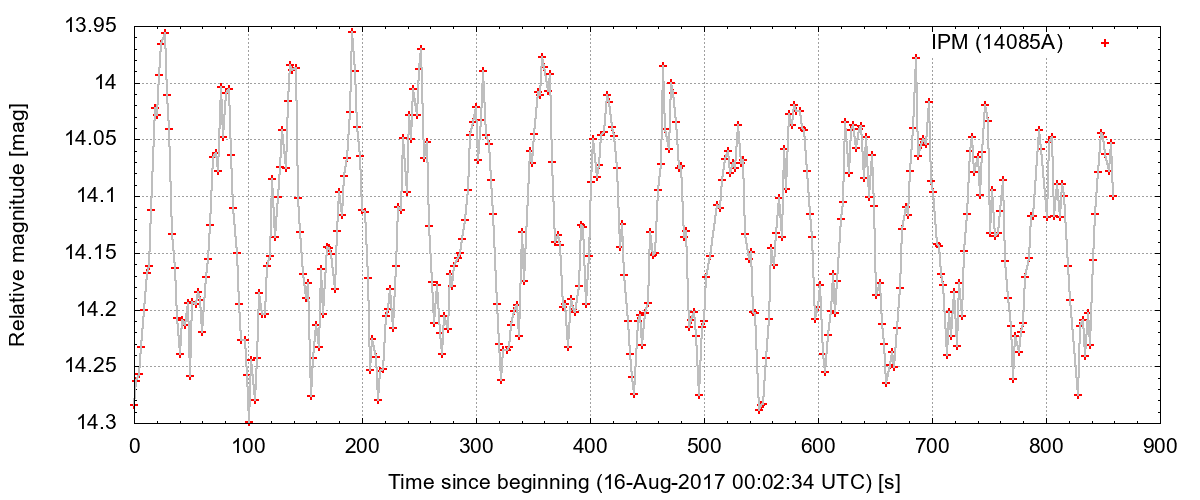 Relative magnitude [mag]
13.95
14
14.05
14.1
14.15
14.2
14.25
14.3
IPM (14085A)
0 100 200 300 400 500 600 700 800 900
Time since beginning (16-Aug-2017 00:02:34 UTC) [s]